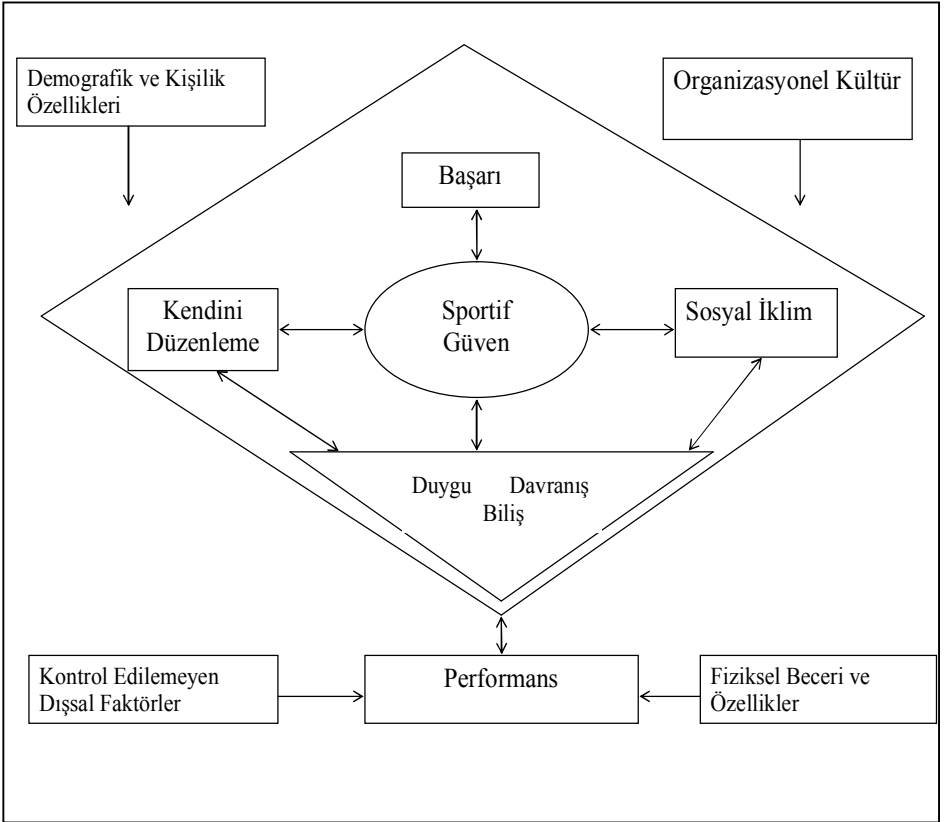 Demografik ve Kişilik
Özellikleri
Organizasyonel Kültür
Başarı
Kendini
Düzenleme
Sportif
Güven
Sosyal İklim
Duygu Davranış
Biliş
Kontrol Edilemeyen
Dışsal Faktörler
Performans
Fiziksel Beceri ve
Özellikler